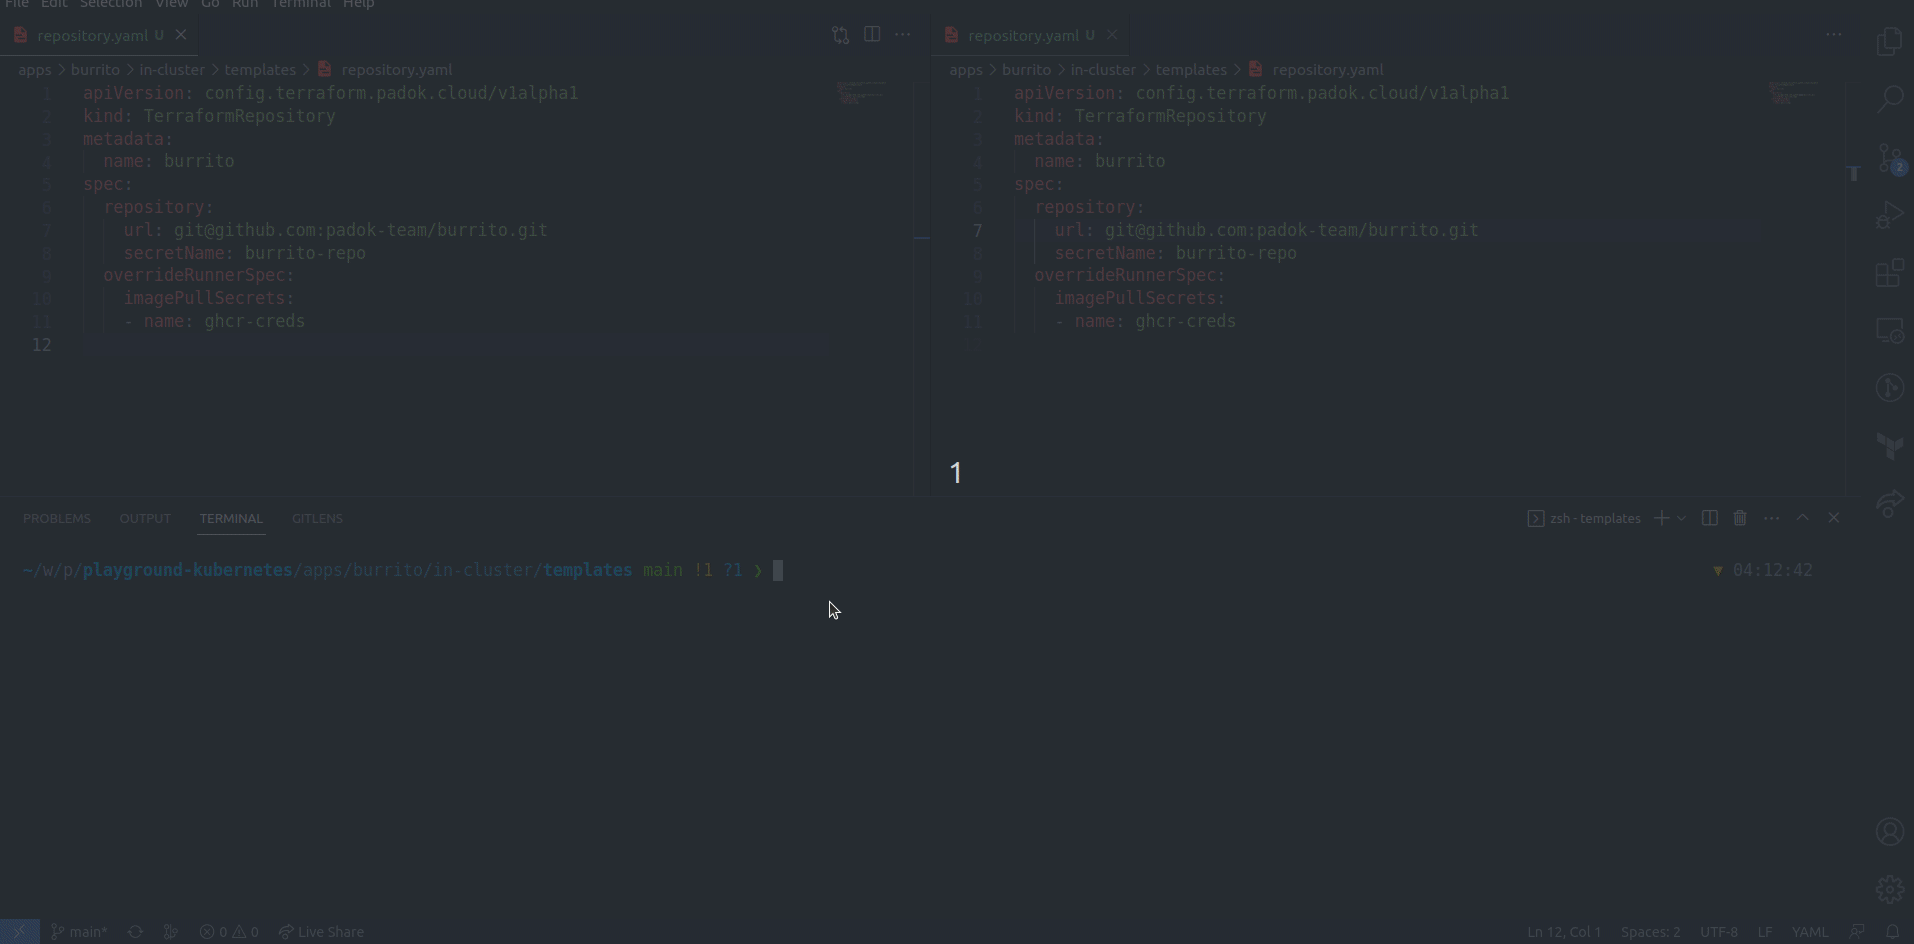 File Edit Selection View Go Run Terminal Help
repository.yaml U
apps > burrito > in-cluster > templates > repository.yaml
1 apiVersion: config.terraform.padok.cloud/v1alpha1
2 kind: TerraformRepository
3 metadata:
4 name: burrito
5 spec:
6 repository:
7 url: git@github.com:padok-team/burrito.git
8 secretName: burrito-repo
9 overrideRunnerSpec:
10 imagePullSecrets:
11 - name: ghcr-creds
12
repository.yaml U
apps > burrito > in-cluster > templates > repository.yaml
1 apiVersion: config.terraform.padok.cloud/v1alpha1
2 kind: TerraformRepository
3 metadata:
4 name: burrito
5 spec:
6 repository:
7 url: git@github.com:padok-team/burrito.git
8 secretName: burrito-repo
9 overrideRunnerSpec:
10 imagePullSecrets:
11 - name: ghcr-creds
2
1
PROBLEMS OUTPUT TERMINAL GITLENS
zsh - templates
~/w/p/playground-kubernetes/apps/burrito/in-cluster/templates main !1 ?1 ❯
▼ 04:12:42
main* 0 0 Live Share
Ln 12, Col 1 Spaces: 2 UTF-8 LF YAML